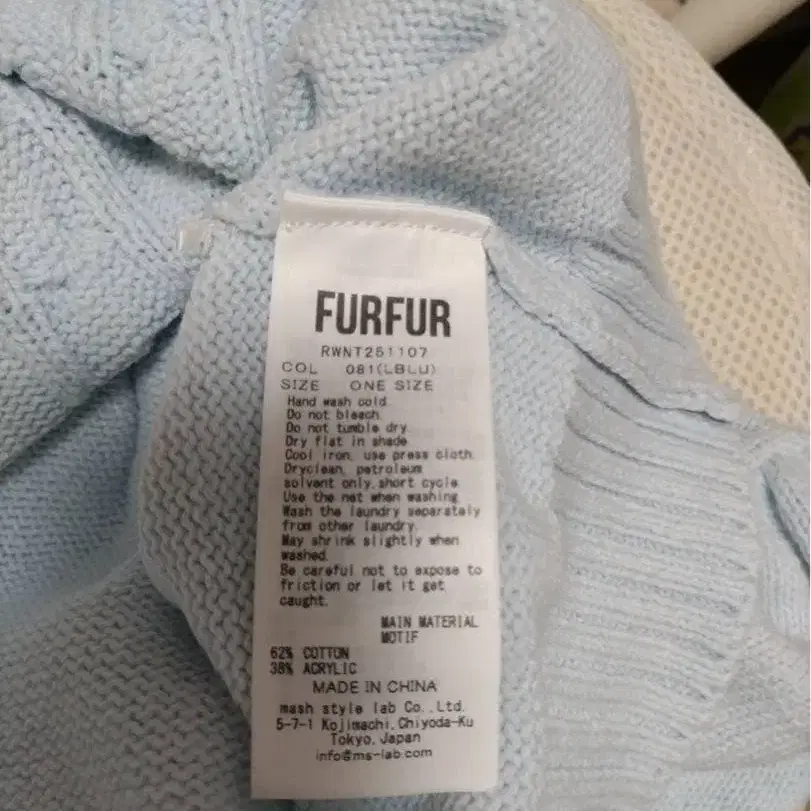 FURFUR
RWNT251107
COL 081(LBLU)
SIZE ONE SIZE
Hand wash cold.
Do not bleach.
Do not tumble dry.
Dry flat in shade.
Cool iron, use press cloth.
Dryclean, petroleum
solvent only, short cycle.
Use the net when washing.
Wash the laundry separately
from other laundry.
May shrink slightly when
washed.
Be careful not to expose to
friction or let it get
caught.
MAIN MATERIAL
MOTIF
62% COTTON
38% ACRYLIC
MADE IN CHINA
mash style lab Co., Ltd.
5-7-1 Kojimachi, Chiyoda-Ku
Tokyo, Japan
info@ms-lab.com